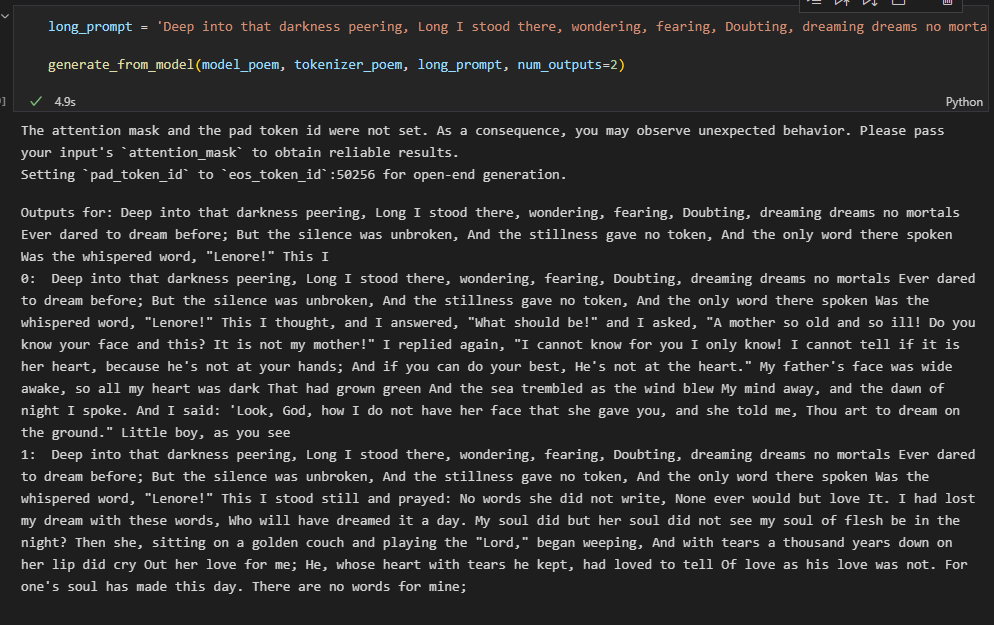 long_prompt = 'Deep into that darkness peering, Long I stood there, wondering, fearing, Doubting, dreaming dreams no morta
generate_from_model(model_poem, tokenizer_poem, long_prompt, num_outputs=2)
]
4.9s
Python
The attention mask and the pad token id were not set. As a consequence, you may observe unexpected behavior. Please pass
your input's `attention_mask` to obtain reliable results.
Setting `pad_token_id` to `eos_token_id`:50256 for open-end generation.
Outputs for: Deep into that darkness peering, Long I stood there, wondering, fearing, Doubting, dreaming dreams no mortals
Ever dared to dream before; But the silence was unbroken, And the stillness gave no token, And the only word there spoken
Was the whispered word, "Lenore!" This I
0:  Deep into that darkness peering, Long I stood there, wondering, fearing, Doubting, dreaming dreams no mortals Ever dared
to dream before; But the silence was unbroken, And the stillness gave no token, And the only word there spoken Was the
whispered word, "Lenore!" This I thought, and I answered, "What should be!" and I asked, "A mother so old and so ill! Do you
know your face and this? It is not my mother!" I replied again, "I cannot know for you I only know! I cannot tell if it is
her heart, because he's not at your hands; And if you can do your best, He's not at the heart." My father's face was wide
awake, so all my heart was dark That had grown green And the sea trembled as the wind blew My mind away, and the dawn of
night I spoke. And I said: 'Look, God, how I do not have her face that she gave you, and she told me, Thou art to dream on
the ground." Little boy, as you see
1:  Deep into that darkness peering, Long I stood there, wondering, fearing, Doubting, dreaming dreams no mortals Ever dared
to dream before; But the silence was unbroken, And the stillness gave no token, And the only word there spoken Was the
whispered word, "Lenore!" This I stood still and prayed: No words she did not write, None ever would but love It. I had lost
my dream with these words, Who will have dreamed it a day. My soul did but her soul did not see my soul of flesh be in the
night? Then she, sitting on a golden couch and playing the "Lord," began weeping, And with tears a thousand years down on
her lip did cry Out her love for me; He, whose heart with tears he kept, had loved to tell Of love as his love was not. For
one's soul has made this day. There are no words for mine;